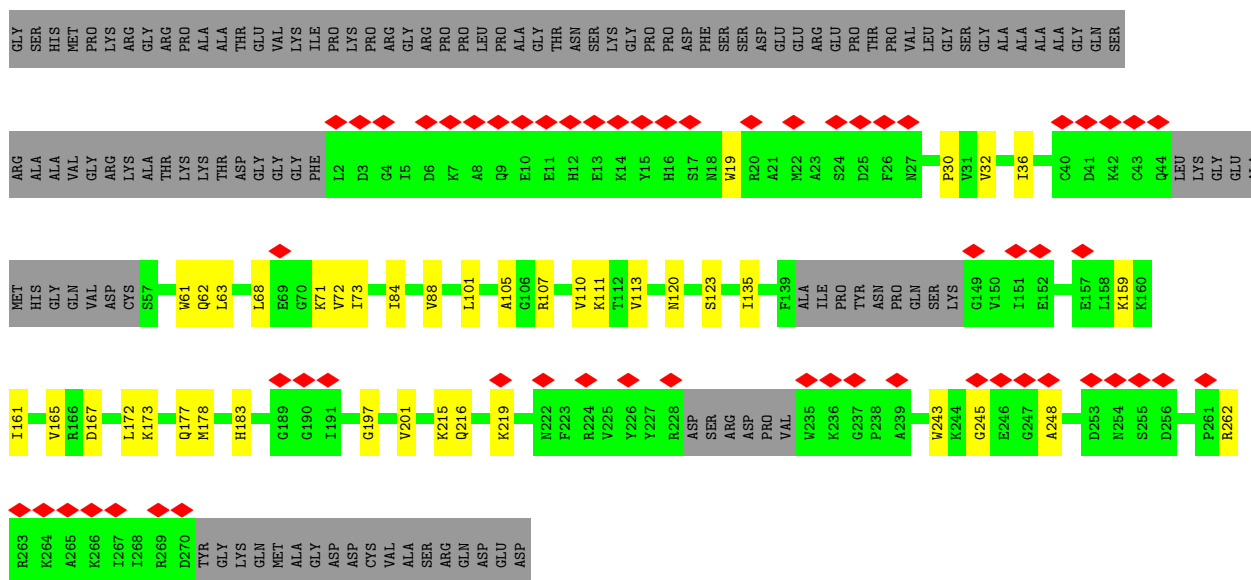 GLY SER HIS MET PRO LYS ARG GLY ARG PRO ALA ALA THR GLU VAL LYS ILE PRO LYS PRO ARG GLY ARG PRO PRO LEU PRO ALA GLY THR ASN SER LYS GLY PRO PRO ASP PHE SER SER ASP GLU GLU ARG GLU PRO THR PRO VAL LEU GLY SER GLY ALA ALA ALA ALA GLY GLN SER
ARG ALA ALA VAL GLY ARG LYS ALA THR LYS LYS THR ASP GLY GLY GLY PHE L2 D3 G4 I5 D6 K7 A8 Q9 E10 E11 H12 E13 K14 Y15 H16 S17 N18 W19 R20 A21 M22 A23 S24 D25 F26 N27 P30 V31 V32 I36 C40 D41 K42 C43 Q44 LEU LYS GLY GLU
MET HIS GLY GLN VAL ASP CYS S57 W61 Q62 L63 L68 E69 G70 K71 V72 I73 I84 V88 L101 A105 G106 R107 V110 K111 T112 V113 N120 S123 I135 F139 ALA ILE PRO TYR ASN PRO GLN SER LYS G149 V150 I151 E152 E157 L158 K159 K160
I161 V165 R166 D167 L172 K173 Q177 M178 H183 G189 G190 I191 G197 V201 K215 Q216 K219 N222 F223 R224 V225 Y226 Y227 R228 ASP SER ARG ASP PRO VAL W235 K236 G237 P238 A239 W243 K244 G245 E246 G247 A248 D253 N254 S255 D256 P261 R262
R263 K264 A265 K266 I267 I268 R269 D270 TYR GLY LYS GLN MET ALA GLY ASP ASP CYS VAL ALA SER ARG GLN ASP GLU ASP